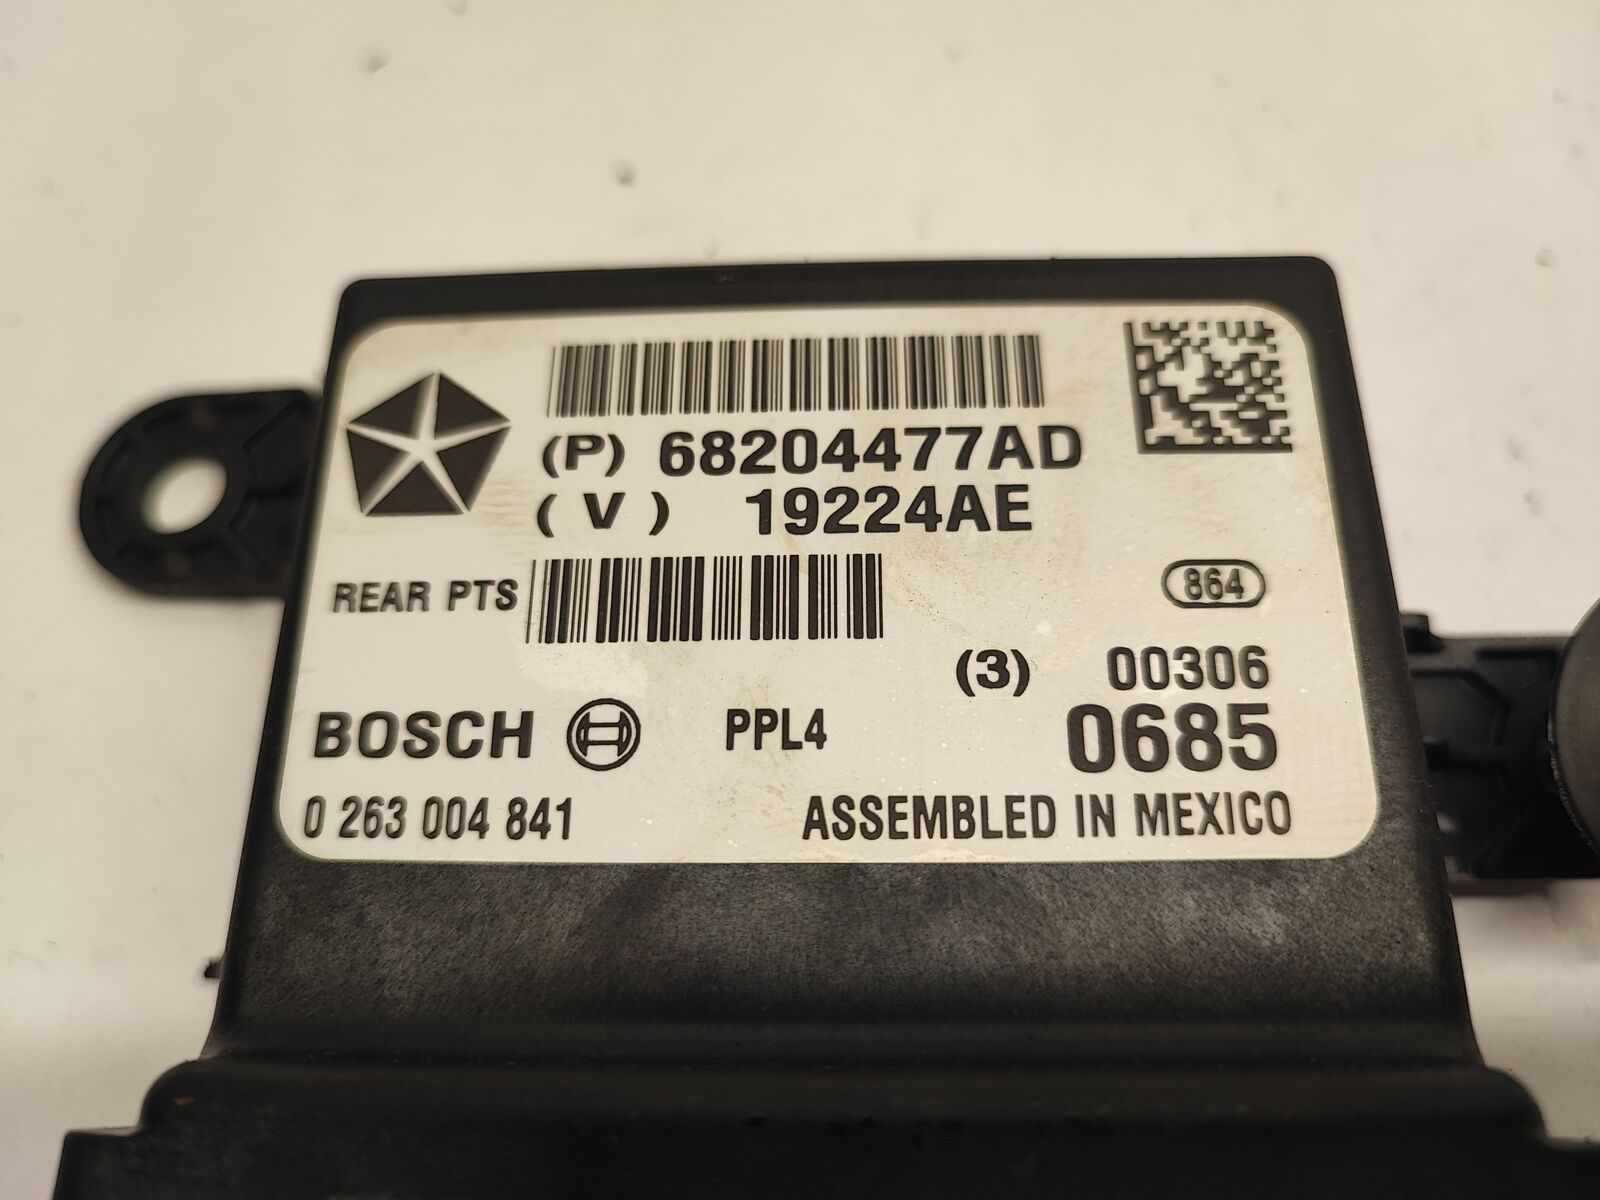 (P) 68204477AD
(V) 19224AE
REAR PTS
864
(3) 00306
BOSCH PPL4 0685
0 263 004 841 ASSEMBLED IN MEXICO